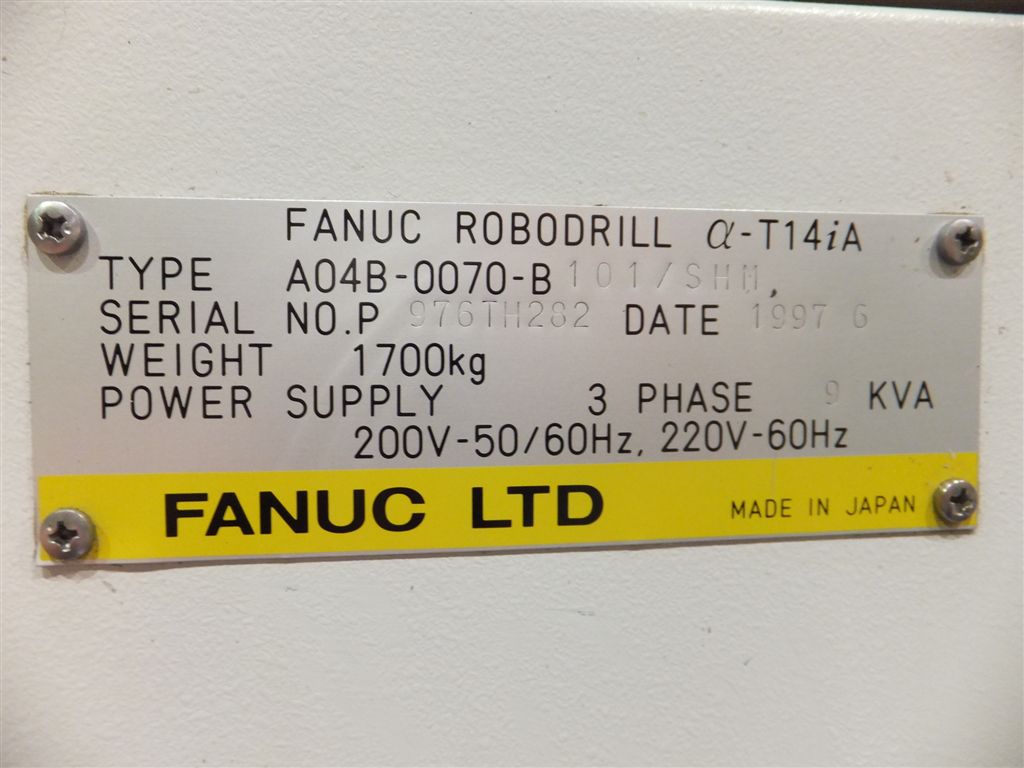 FANUC ROBODRILL α-T14iA
TYPE A04B-0070-B101/SHM,
SERIAL NO.P 976TH282 DATE 1997 6
WEIGHT 1700kg
POWER SUPPLY 3 PHASE 9 KVA
200V-50/60Hz, 220V-60Hz
FANUC LTD MADE IN JAPAN